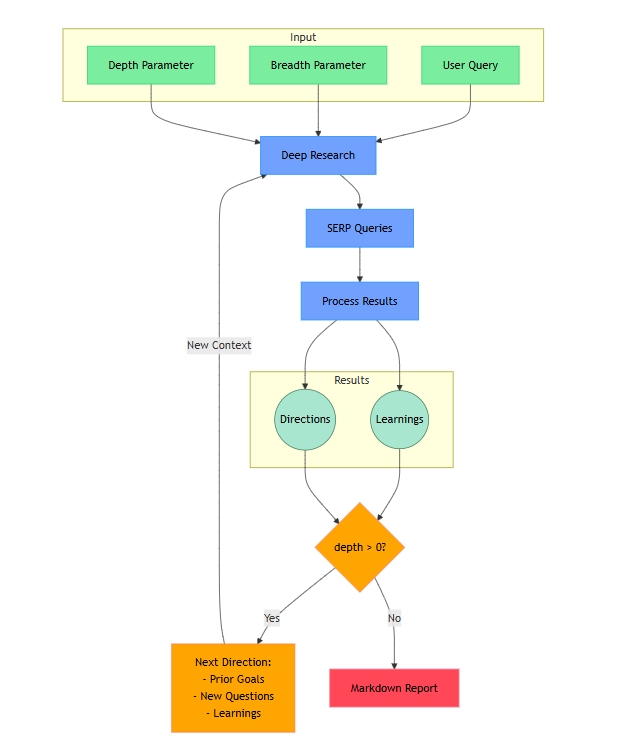 Input
Depth Parameter
Breadth Parameter
User Query
Deep Research
SERP Queries
Process Results
New Context
Results
Directions
Learnings
depth > 0?
Yes
No
Next Direction:
- Prior Goals
- New Questions
- Learnings
Markdown Report